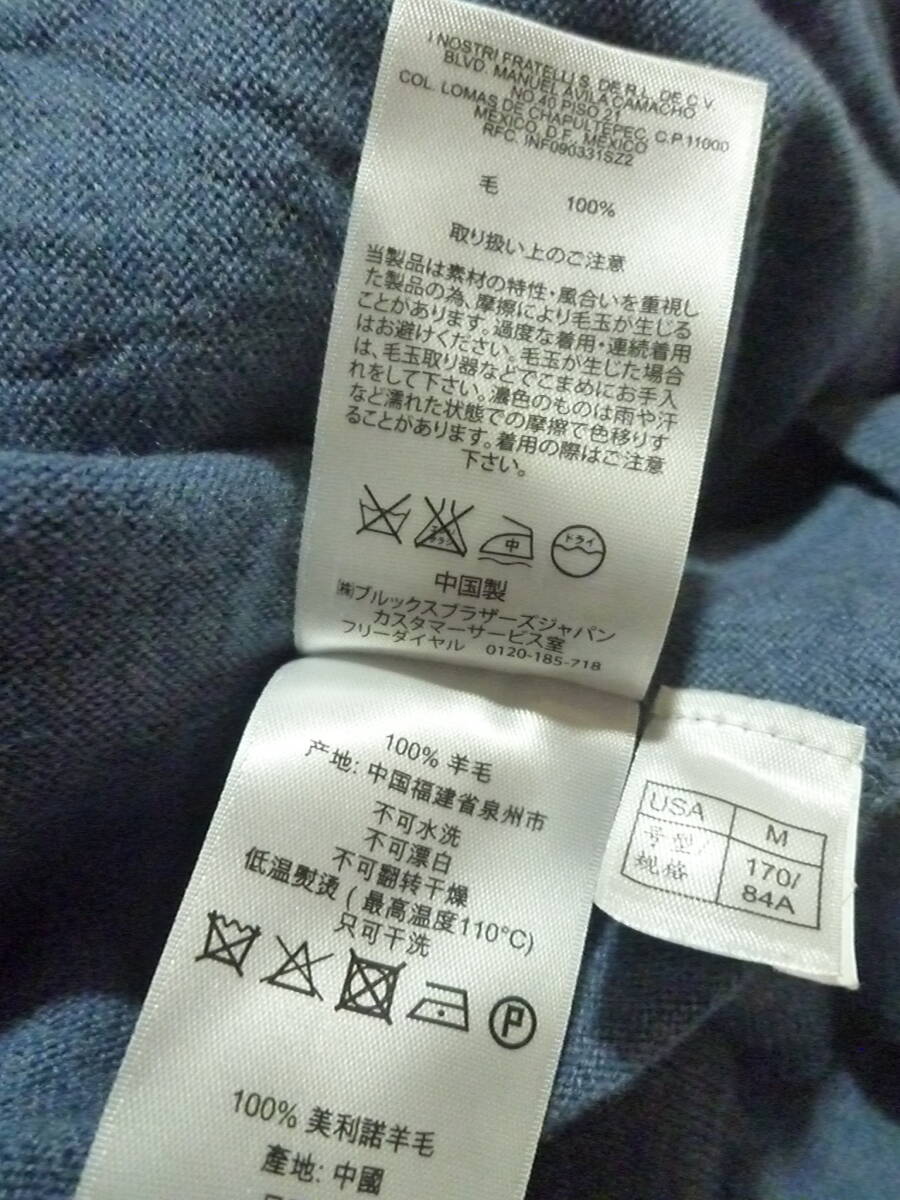 I NOSTRI FRATELLI S. DE R.L. DE C.V.
BLVD. MANUEL AVILA CAMACHO
NO.40 PISO 21
COL. LOMAS DE CHAPULTEPEC, C.P.11000
MEXICO, D.F. MEXICO
RFC. INF090331SZ2
毛 100%
取り扱い上のご注意
当製品は素材の特性・風合いを重視し
た製品の為、摩擦により毛玉が生じる
ことがあります。過度な着用・連続着用
はお避けください。毛玉が生じた場合
は、毛玉取り器などでこまめにお手入
れをして下さい。濃色のものは雨や汗
など濡れた状態での摩擦で色移りす
ることがあります。着用の際はご注意
下さい。
エンソ
サラシ
中
ドライ
中国製
㈱ブルックスブラザーズジャパン
カスタマーサービス室
フリーダイヤル 0120-185-718
100% 羊毛
产地: 中国福建省泉州市
不可水洗
不可漂白
不可翻转干燥
低温熨烫 ( 最高温度110°C)
只可干洗
P
100% 美利諾羊毛
產地: 中國
USA M
号型/
规格
170/
84A